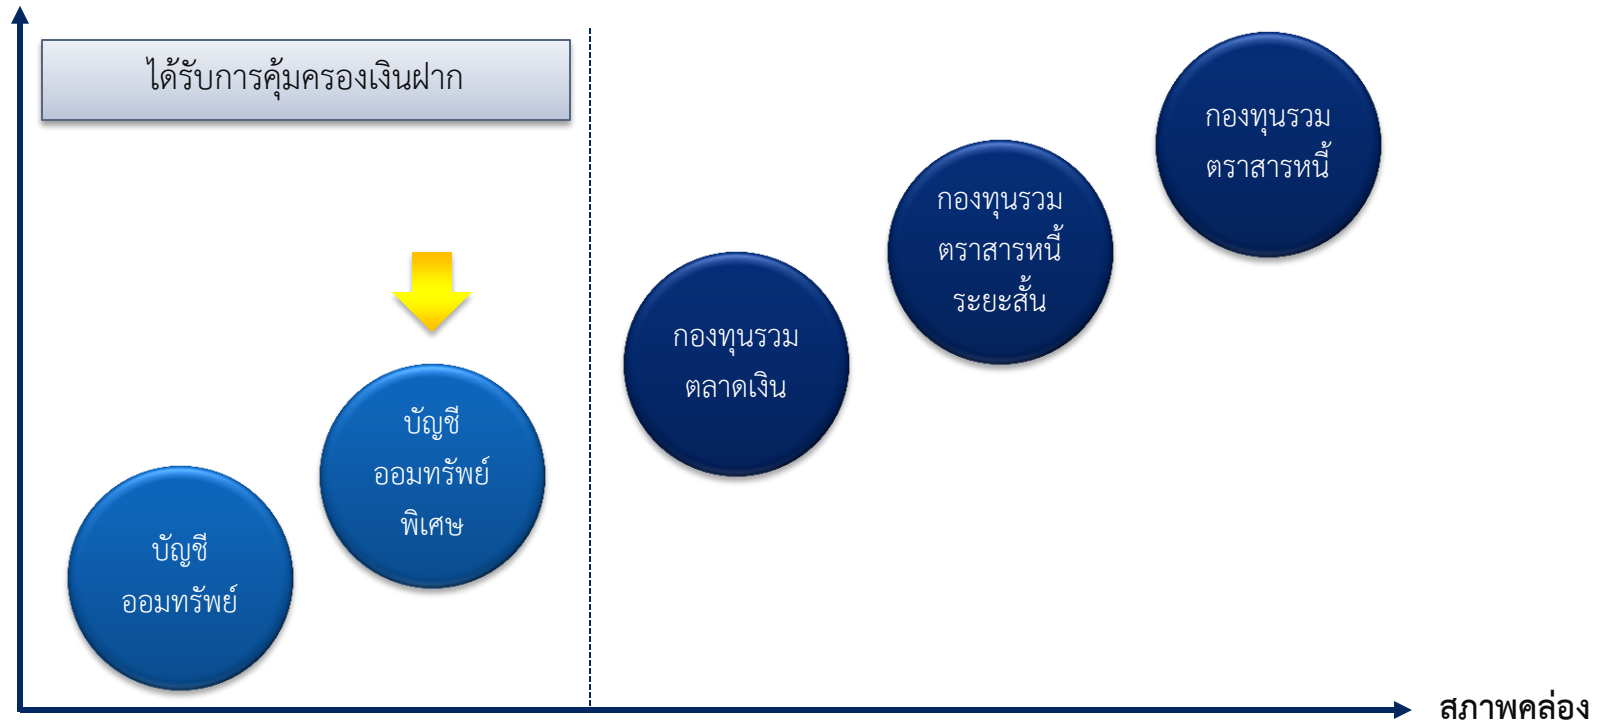 ได้รับการคุ้มครองเงินฝาก
กองทุนรวม
ตราสารหนี้
กองทุนรวม
ตราสารหนี้
ระยะสั้น
กองทุนรวม
ตลาดเงิน
บัญชี
ออมทรัพย์
พิเศษ
บัญชี
ออมทรัพย์
สภาพคล่อง